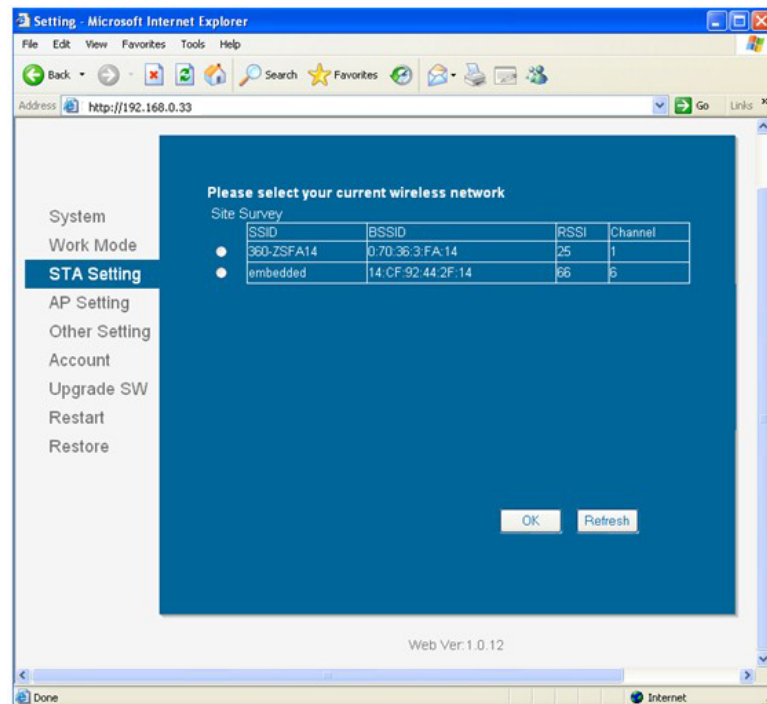 Setting - Microsoft Internet Explorer
File Edit View Favorites Tools Help
Back Search Favorites
Address http://192.168.0.33 Go Links »
System
Work Mode
STA Setting
AP Setting
Other Setting
Account
Upgrade SW
Restart
Restore
Please select your current wireless network
Site Survey
SSID BSSID RSSI Channel
360-ZSFA14 0:70:36:3:FA:14 25 1
embedded 14:CF:92:44:2F:14 66 6
OK Refresh
Web Ver:1.0.12
Done Internet